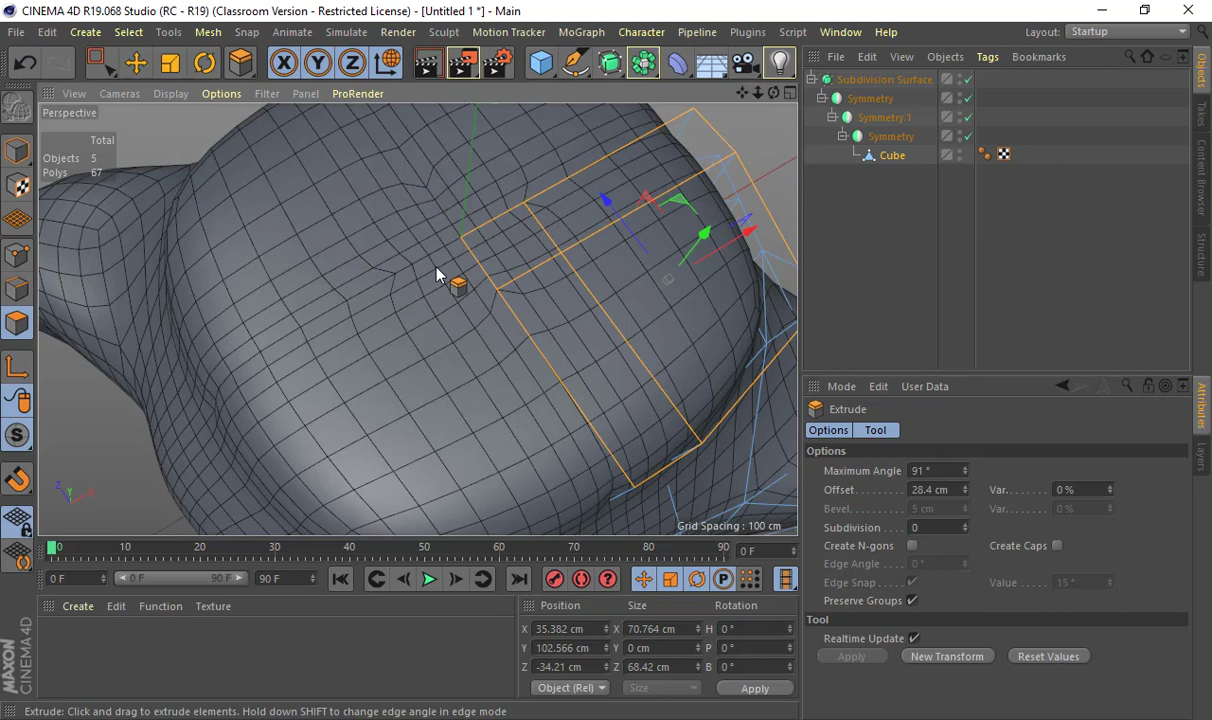 CINEMA 4D R19.068 Studio (RC - R19) (Classroom Version - Restricted License) - [Untitled 1 *] - Main
File Edit Create Select Tools Mesh Snap Animate Simulate Render Sculpt Motion Tracker MoGraph Character Pipeline Plugins Script Window Help Layout: Startup
X Y Z
File Edit View Objects Tags Bookmarks
View Cameras Display Options Filter Panel ProRender
Perspective
Total
Objects 5
Polys 67
Subdivision Surface
Symmetry
Symmetry.1
Symmetry
Cube
Objects
Takes
Content Browser
Structure
Mode Edit User Data
Extrude
Options Tool
Options
Maximum Angle 91 °
Offset 28.4 cm Var. 0 %
Bevel 5 cm Var. 0 %
Subdivision 0
Create N-gons Create Caps
Edge Angle 0 °
Edge Snap Value 15 °
Preserve Groups
Tool
Realtime Update
Apply New Transform Reset Values
Attributes
Layers
S
Y
Z X
Grid Spacing : 100 cm
0 10 20 30 40 50 60 70 80 90 0 F
0 F 0 F 90 F 90 F
P
Create Edit Function Texture
Position Size Rotation
X 35.382 cm X 70.764 cm H 0 °
Y 102.566 cm Y 0 cm P 0 °
Z -34.21 cm Z 68.42 cm B 0 °
Object (Rel) Size Apply
MAXON
CINEMA 4D
Extrude: Click and drag to extrude elements. Hold down SHIFT to change edge angle in edge mode